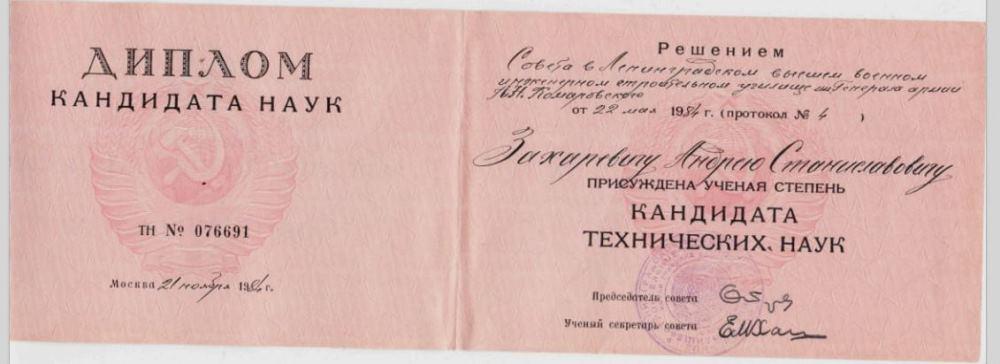 ДИПЛОМ
КАНДИДАТА НАУК
ТН № 076691
Москва 21 ноября 1984 г.
Решением
Совета в Ленинградском высшем военном
инженерном строительном училище им. Генерала армии
А.Н. Комаровского
от 22 мая 1984 г. (протокол № 4 )
Захаревичу Андрею Станиславовичу
ПРИСУЖДЕНА УЧЕНАЯ СТЕПЕНЬ
КАНДИДАТА
ТЕХНИЧЕСКИХ НАУК
Председатель совета
Ученый секретарь совета